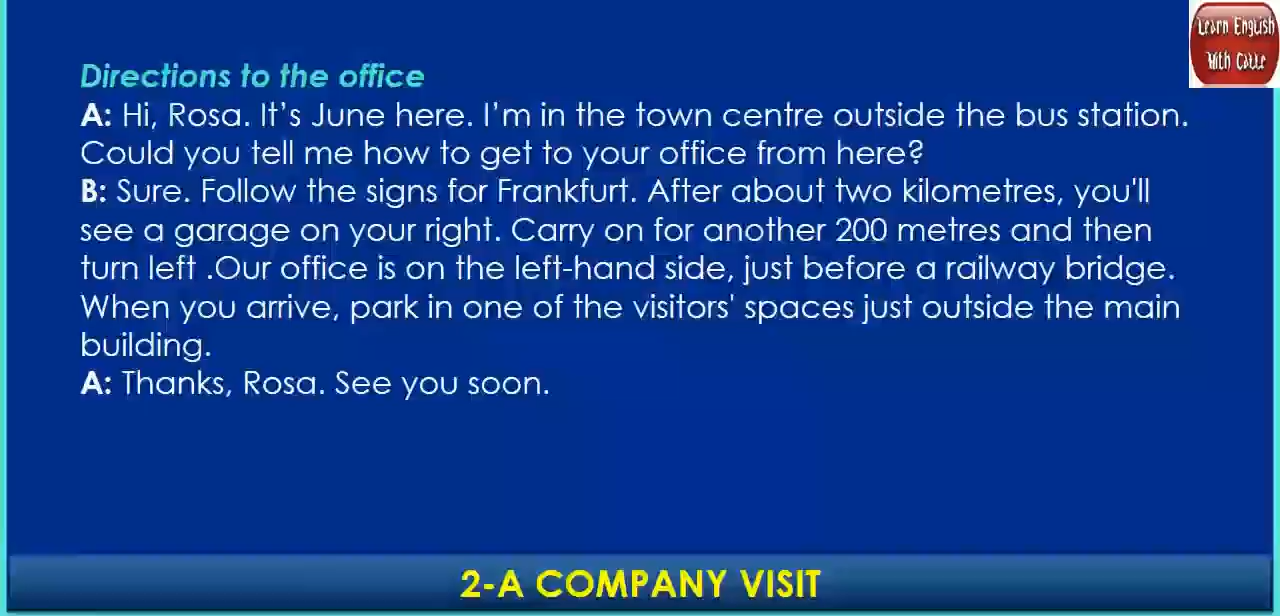 Learn English
With
Directions to the office
A: Hi, Rosa. It's June here. I'm in the town centre outside the bus station.
Could you tell me how to get to your office from here?
B: Sure. Follow the signs for Frankfurt. After about two kilometres, you'll
see a garage on your right. Carry on for another 200 metres and then
turn left .Our office is on the left-hand side, just before a railway bridge.
When you arrive, park in one of the visitors' spaces just outside the main
building.
A: Thanks, Rosa. See you soon.
2-A COMPANY VISIT